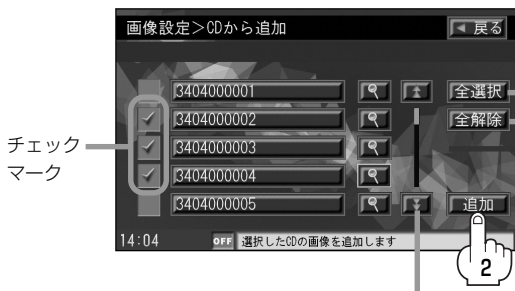 画像設定＞CDから追加
◀ 戻る
3404000001
全選択
3404000002
全解除
チェック
マーク
3404000003
3404000004
3404000005
追加
14:04
OFF
選択したCDの画像を追加します
2